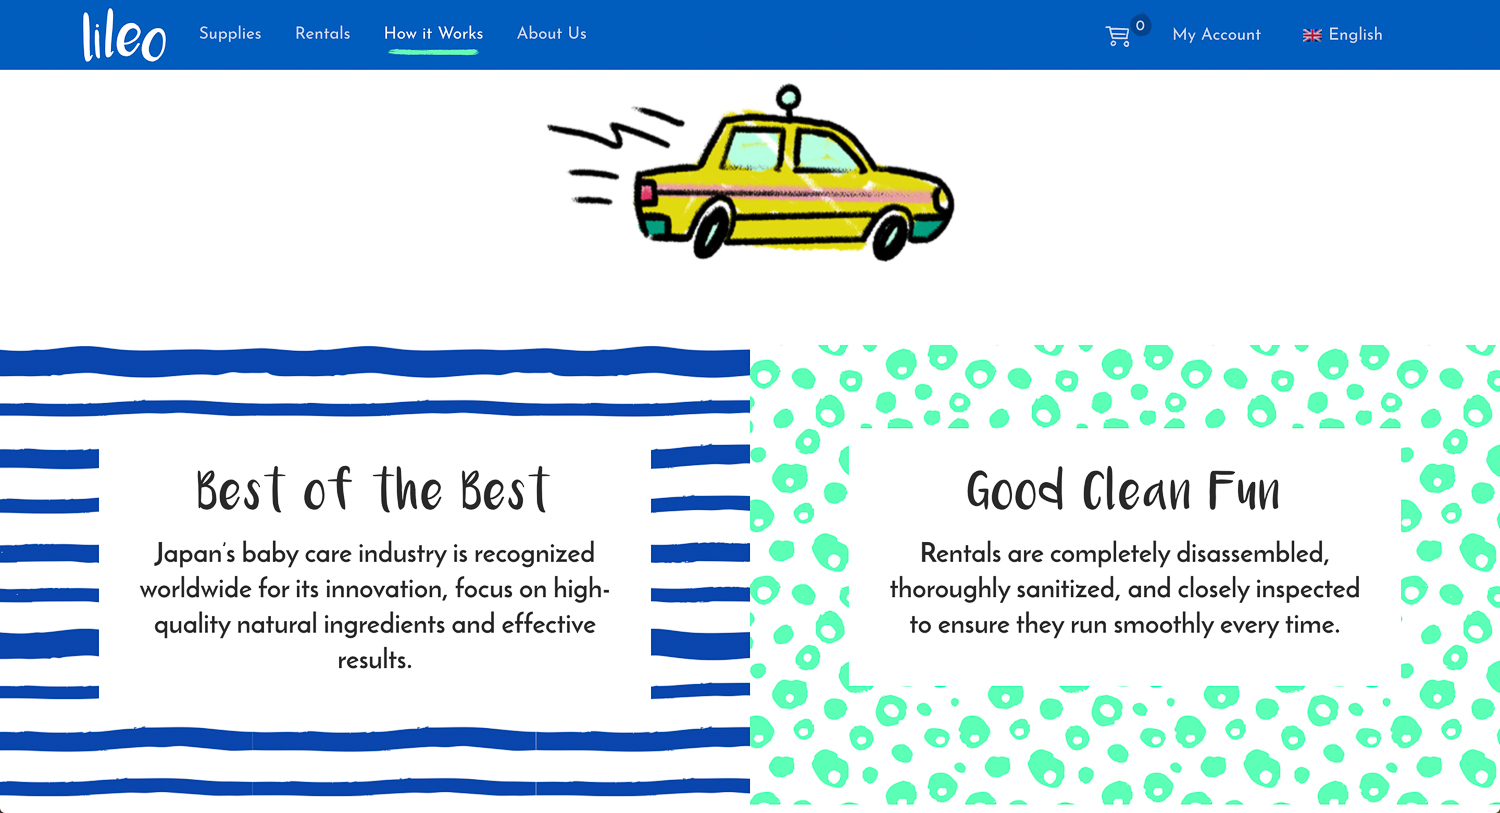 lileo
Supplies
Rentals
How it Works
About Us
0
My Account
English
Best of the Best
Japan's baby care industry is recognized
worldwide for its innovation, focus on high-
quality natural ingredients and effective
results.
Good Clean Fun
Rentals are completely disassembled,
thoroughly sanitized, and closely inspected
to ensure they run smoothly every time.